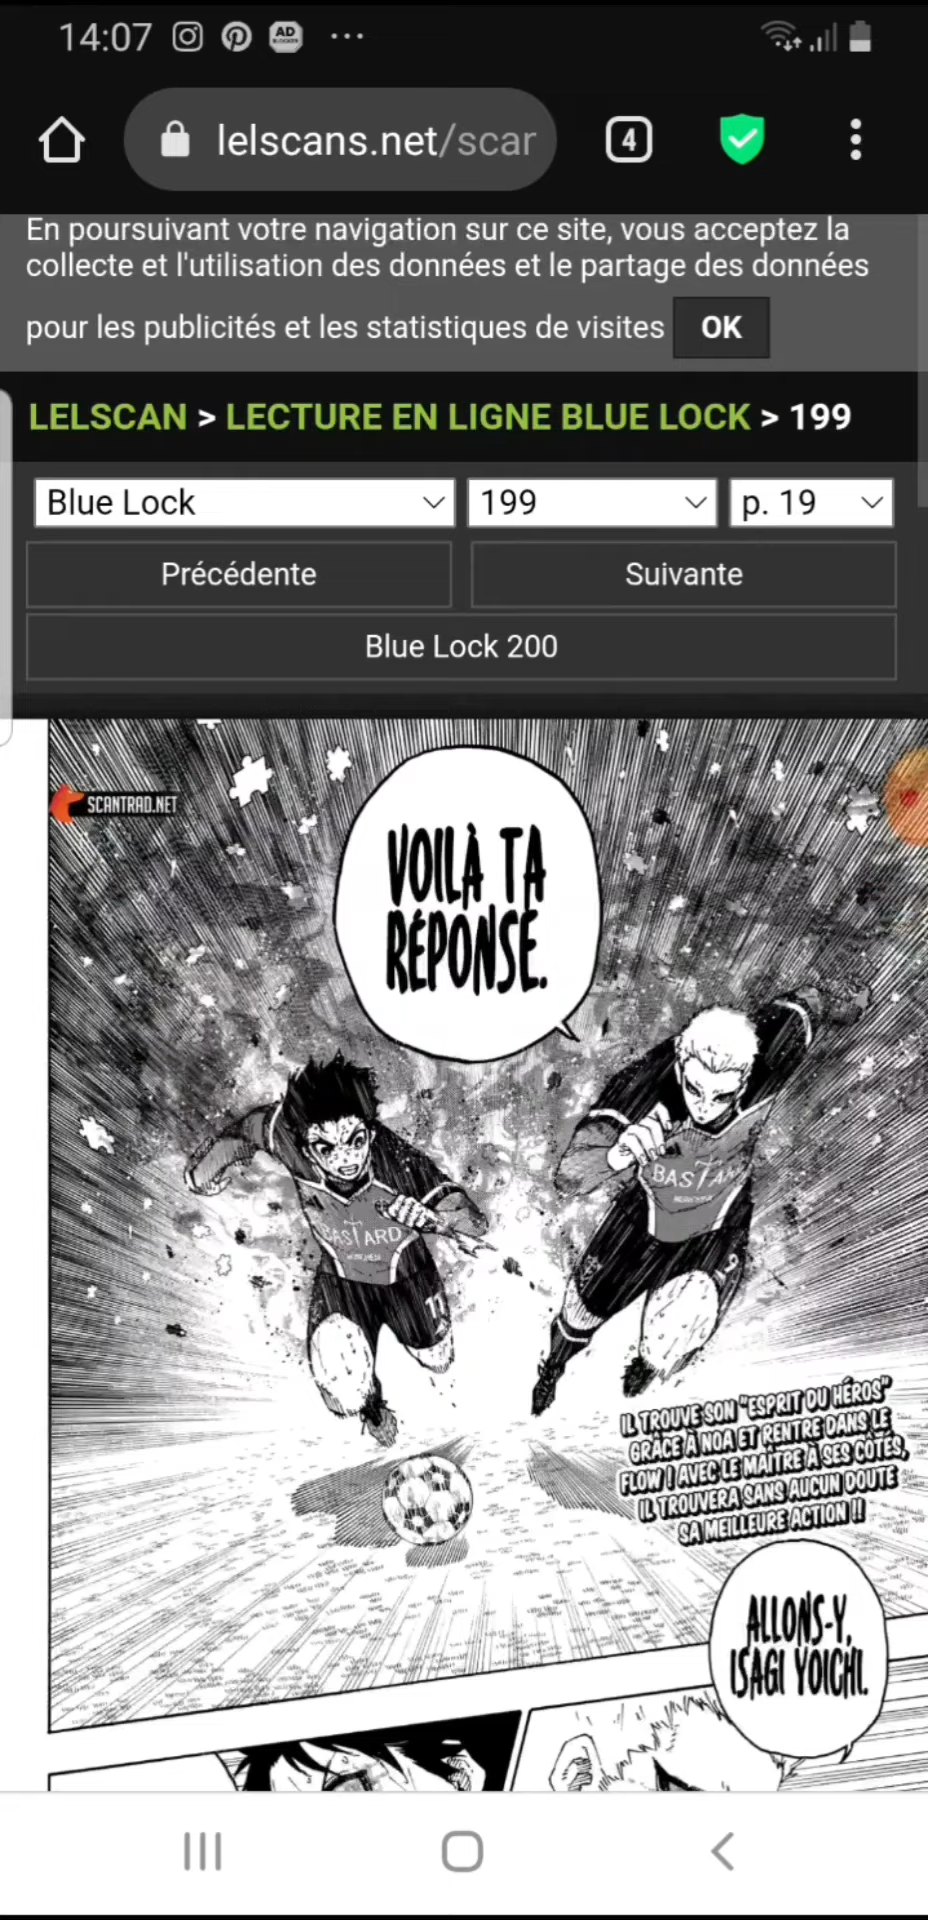 14:07
AD
4
lelscans.net/scar
En poursuivant votre navigation sur ce site, vous acceptez la
collecte et l'utilisation des données et le partage des données
pour les publicités et les statistiques de visites OK
LELSCAN > LECTURE EN LIGNE BLUE LOCK > 199
Blue Lock 199 p. 19
Précédente Suivante
Blue Lock 200
SCANTRAD.NET
VOILÀ TA
RÉPONSE.
BASTARD
BASTA
11
9
IL TROUVE SON "ESPRIT DU HÉROS"
GRÂCE À NOA ET RENTRE DANS LE
FLOW ! AVEC LE MAÎTRE À SES CÔTÉS,
IL TROUVERA SANS AUCUN DOUTE
SA MEILLEURE ACTION !!
ALLONS-Y,
ISAGI YOICHI.